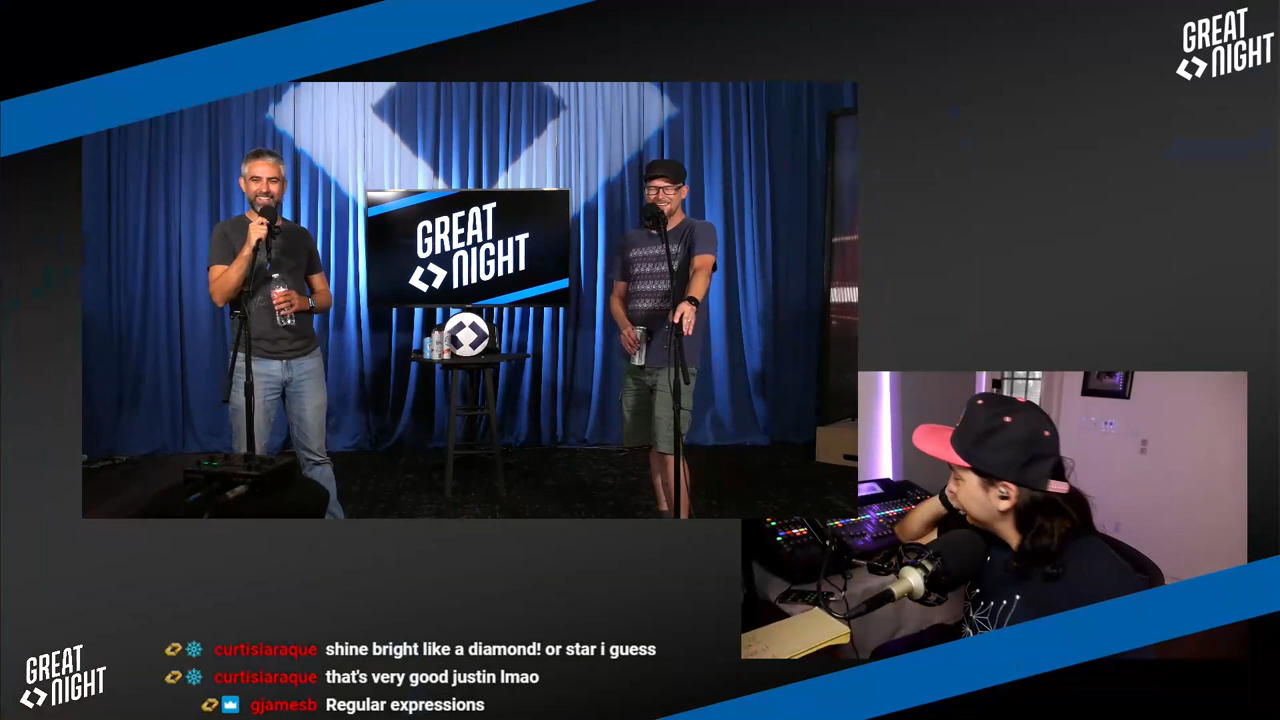 GREAT
NIGHT
GREAT
NIGHT
GREAT
NIGHT
curtislaraque shine bright like a diamond! or star i guess
curtislaraque that's very good justin lmao
gjamesb Regular expressions